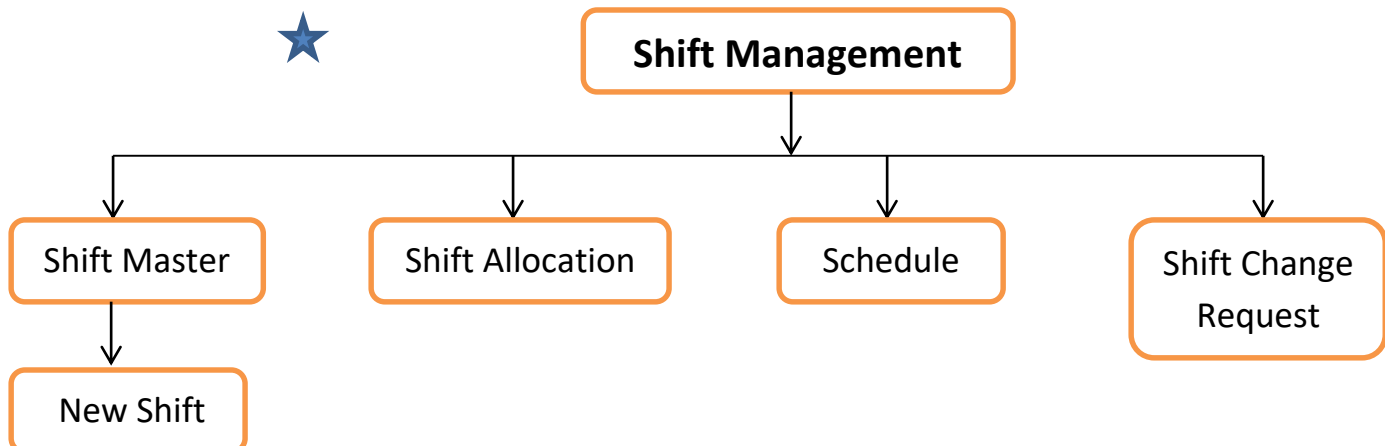 Shift Management
Shift Master
Shift Allocation
Schedule
Shift Change
Request
New Shift